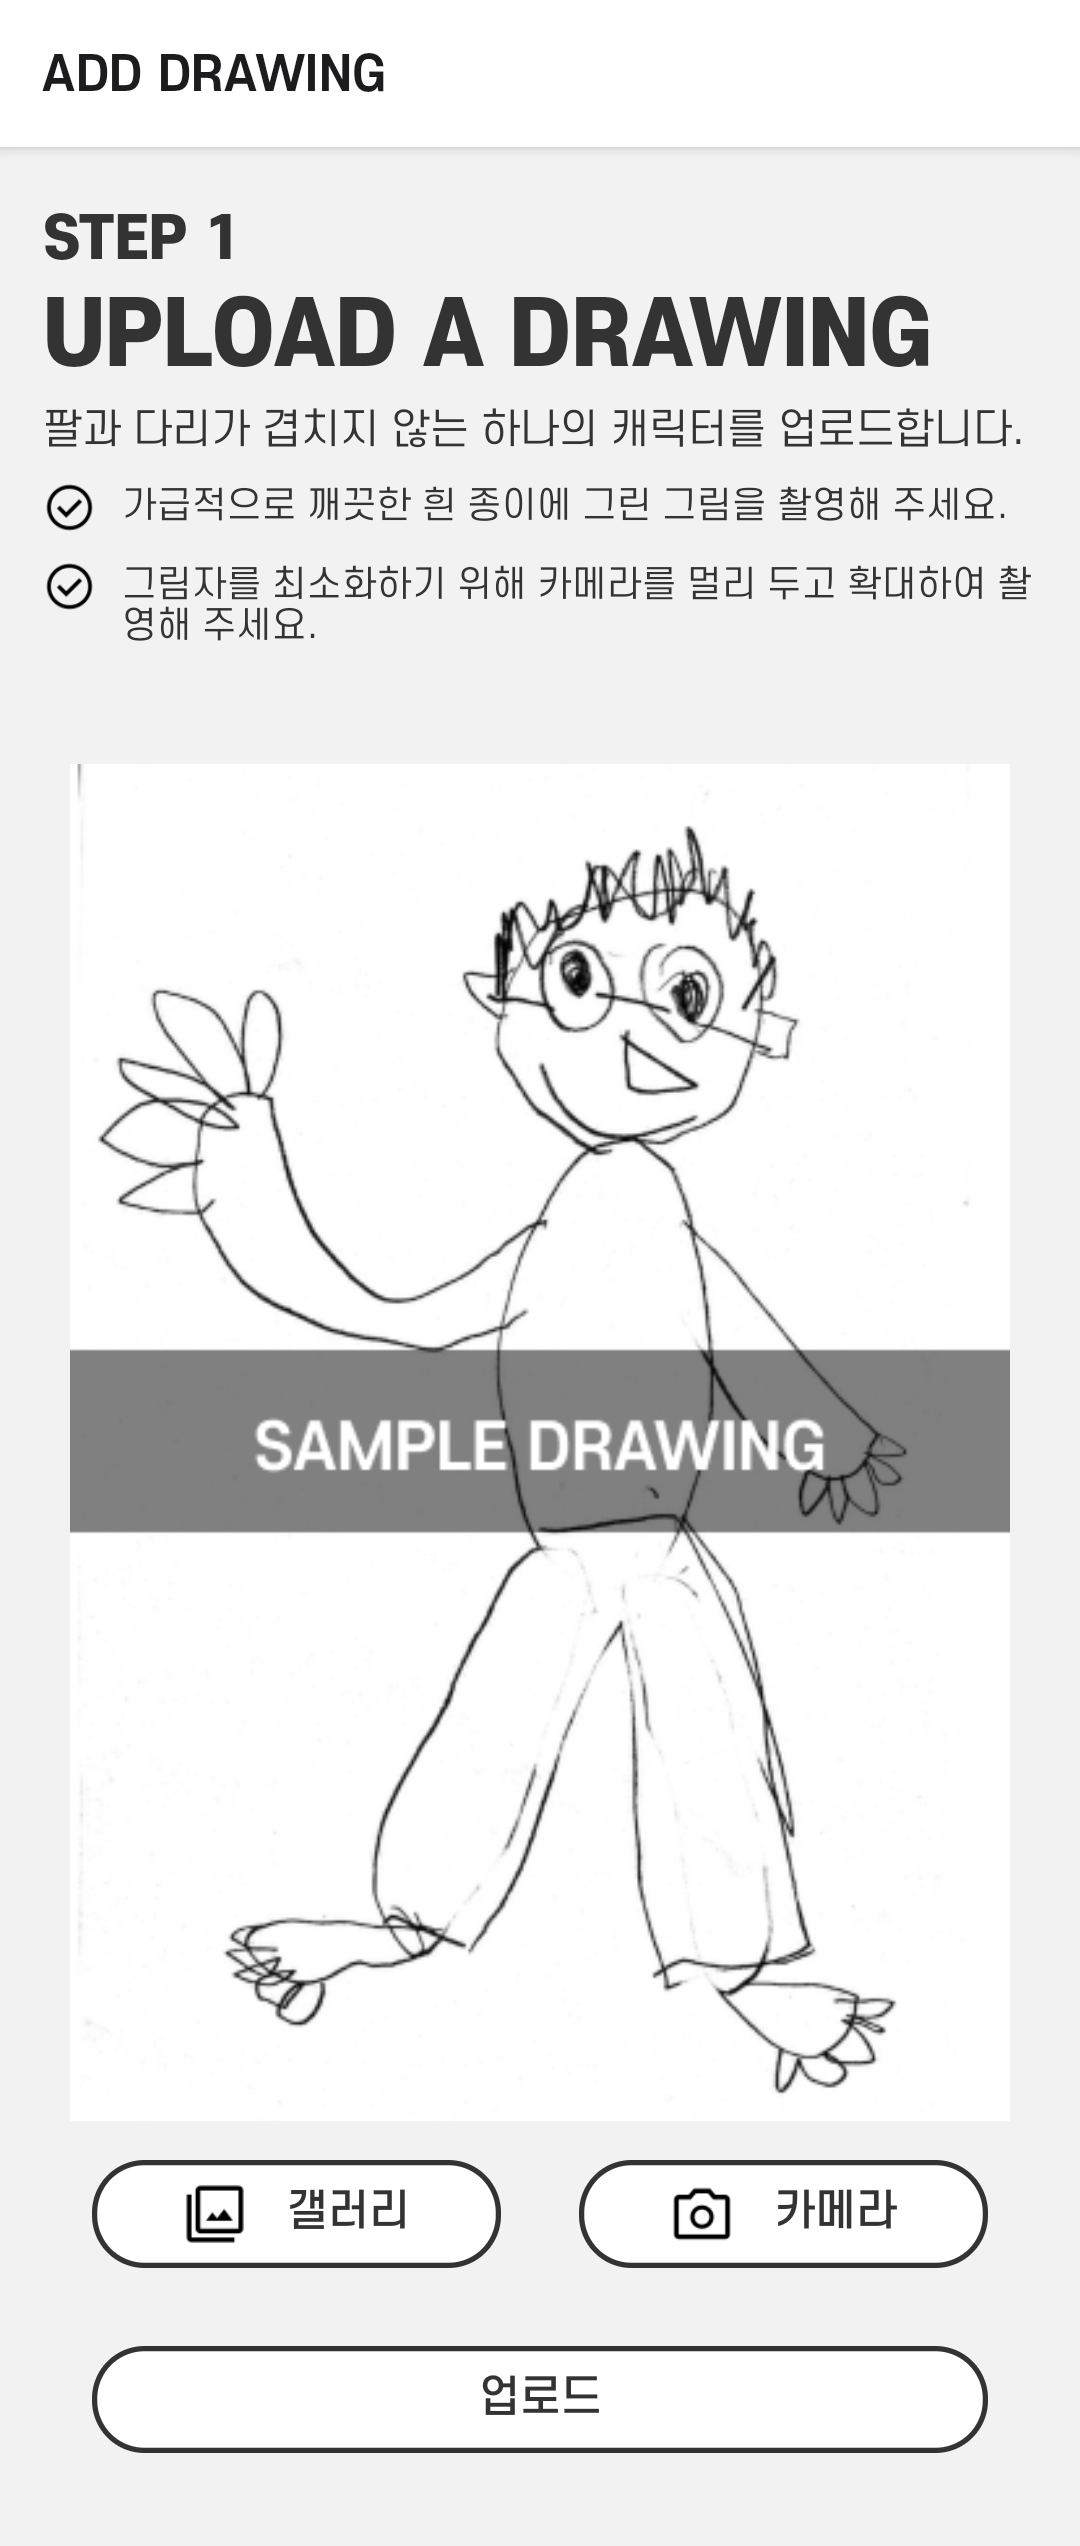 ADD DRAWING
STEP 1
UPLOAD A DRAWING
팔과 다리가 겹치지 않는 하나의 캐릭터를 업로드합니다.
가급적으로 깨끗한 흰 종이에 그린 그림을 촬영해 주세요.
그림자를 최소화하기 위해 카메라를 멀리 두고 확대하여 촬
영해 주세요.
SAMPLE DRAWING
갤러리
카메라
업로드